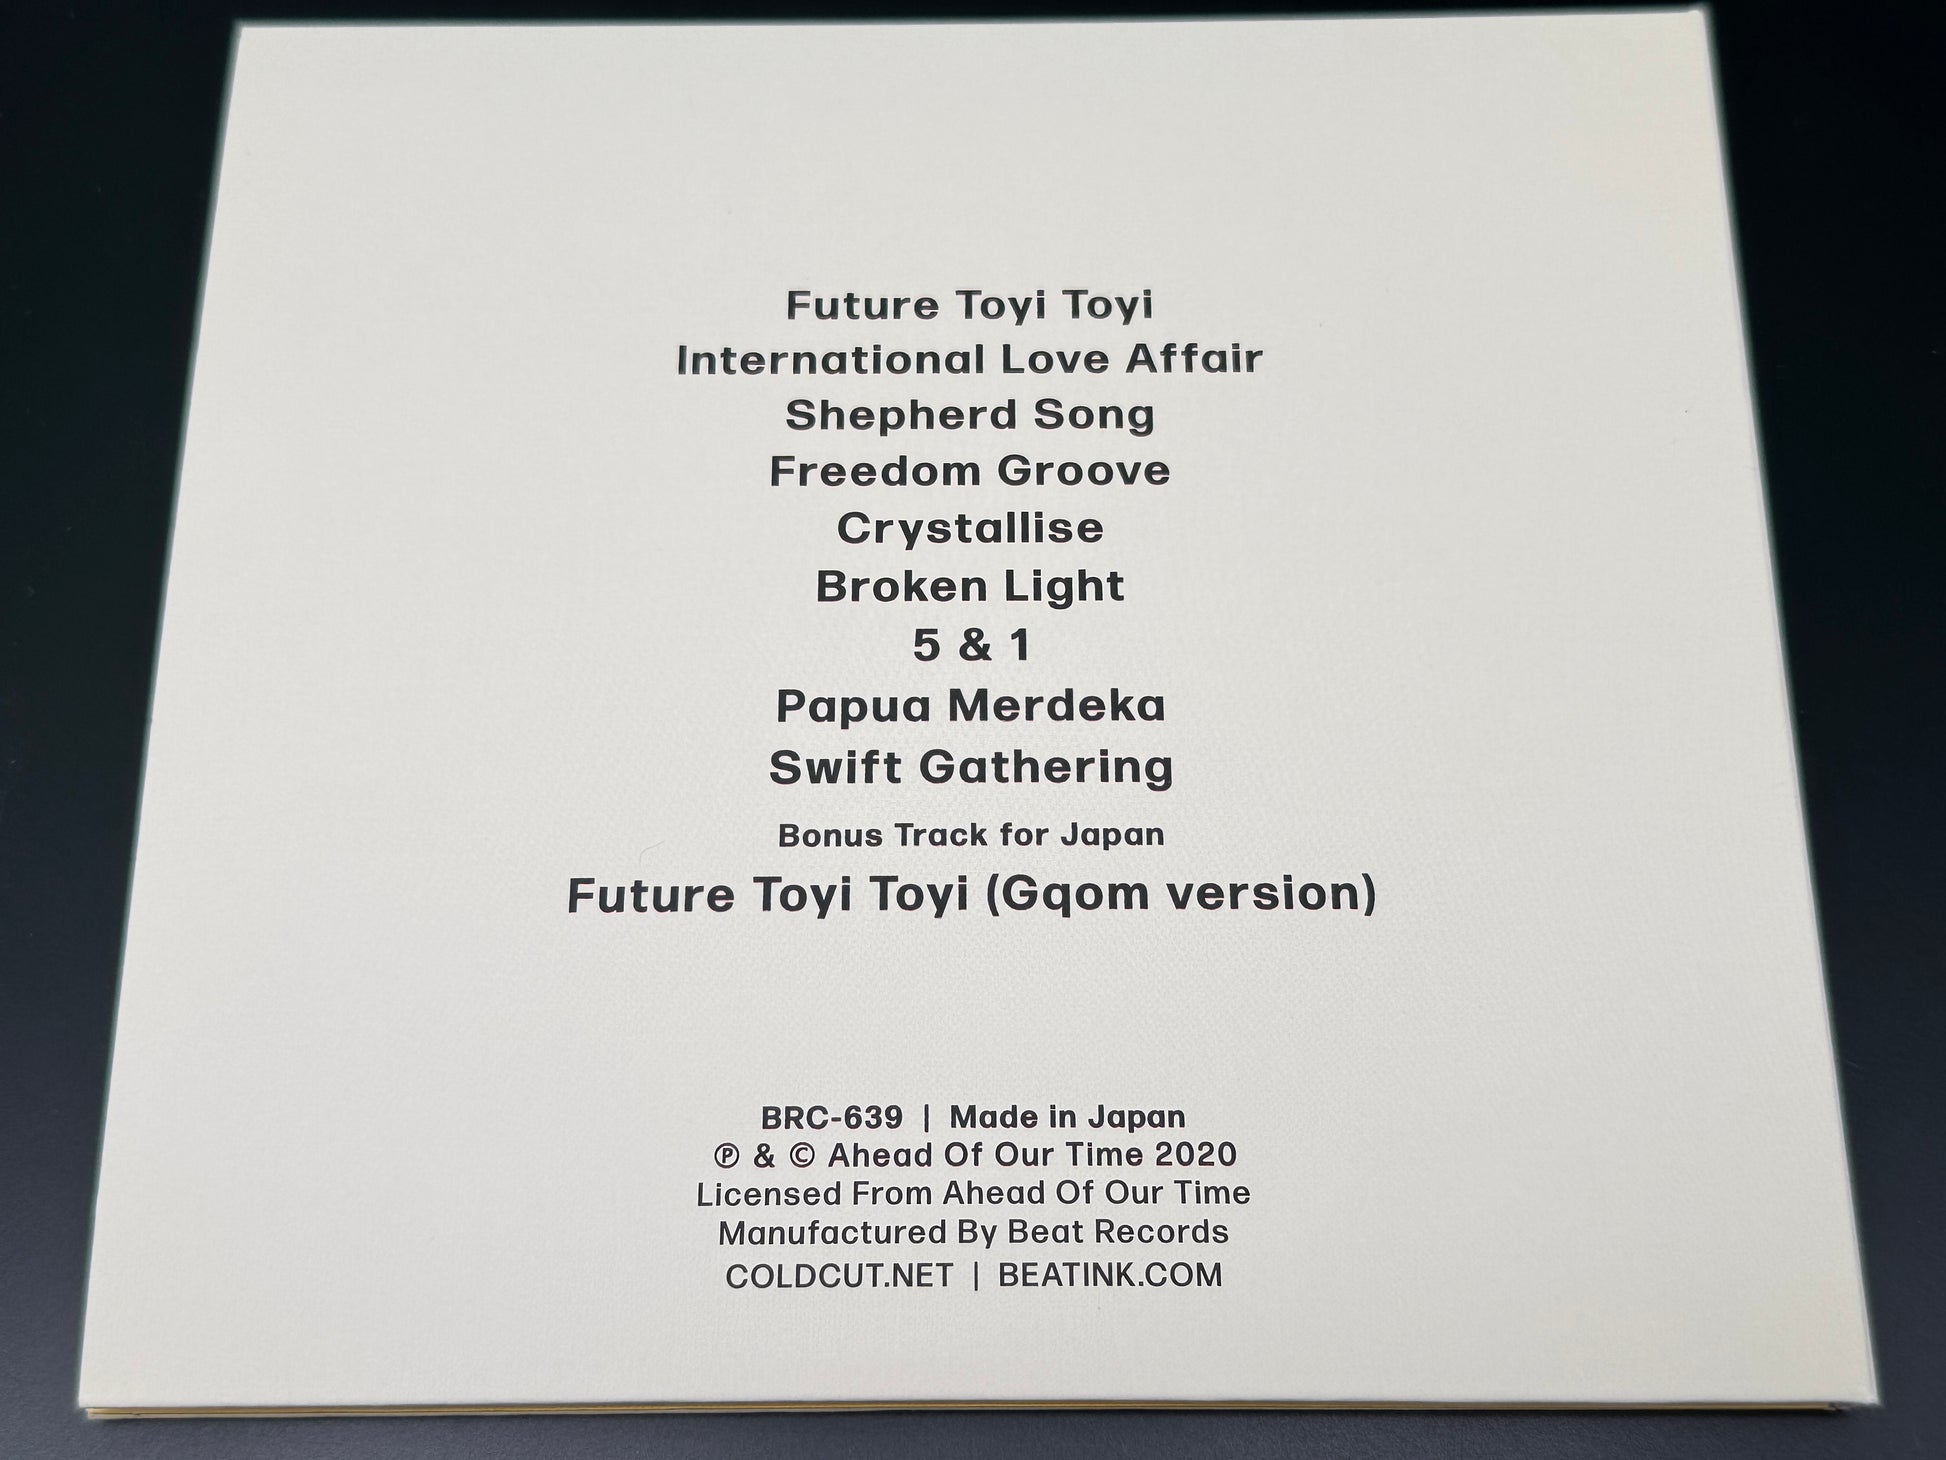 Future Toyi Toyi
International Love Affair
Shepherd Song
Freedom Groove
Crystallise
Broken Light
5 & 1
Papua Merdeka
Swift Gathering
Bonus Track for Japan
Future Toyi Toyi (Gqom version)
BRC-639 | Made in Japan
℗ & © Ahead Of Our Time 2020
Licensed From Ahead Of Our Time
Manufactured By Beat Records
COLDCUT.NET | BEATINK.COM